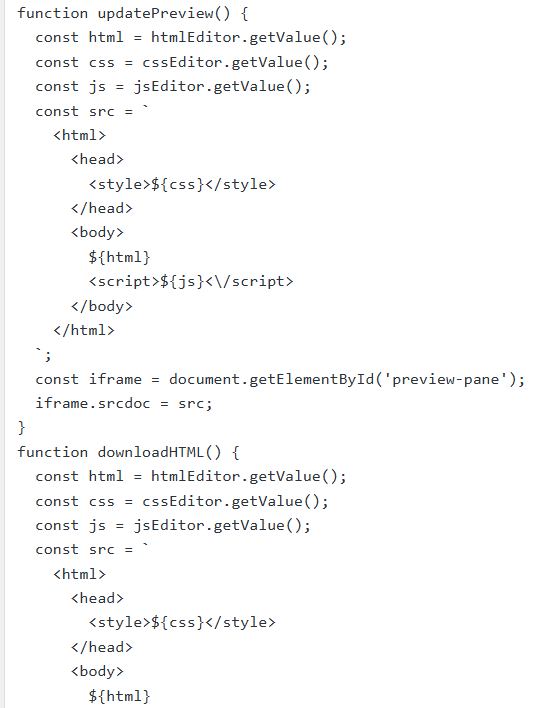 function updatePreview() {
  const html = htmlEditor.getValue();
  const css = cssEditor.getValue();
  const js = jsEditor.getValue();
  const src = `
    <html>
      <head>
        <style>${css}</style>
      </head>
      <body>
        ${html}
        <script>${js}<\/script>
      </body>
    </html>
  `;
  const iframe = document.getElementById('preview-pane');
  iframe.srcdoc = src;
}
function downloadHTML() {
  const html = htmlEditor.getValue();
  const css = cssEditor.getValue();
  const js = jsEditor.getValue();
  const src = `
    <html>
      <head>
        <style>${css}</style>
      </head>
      <body>
        ${html}